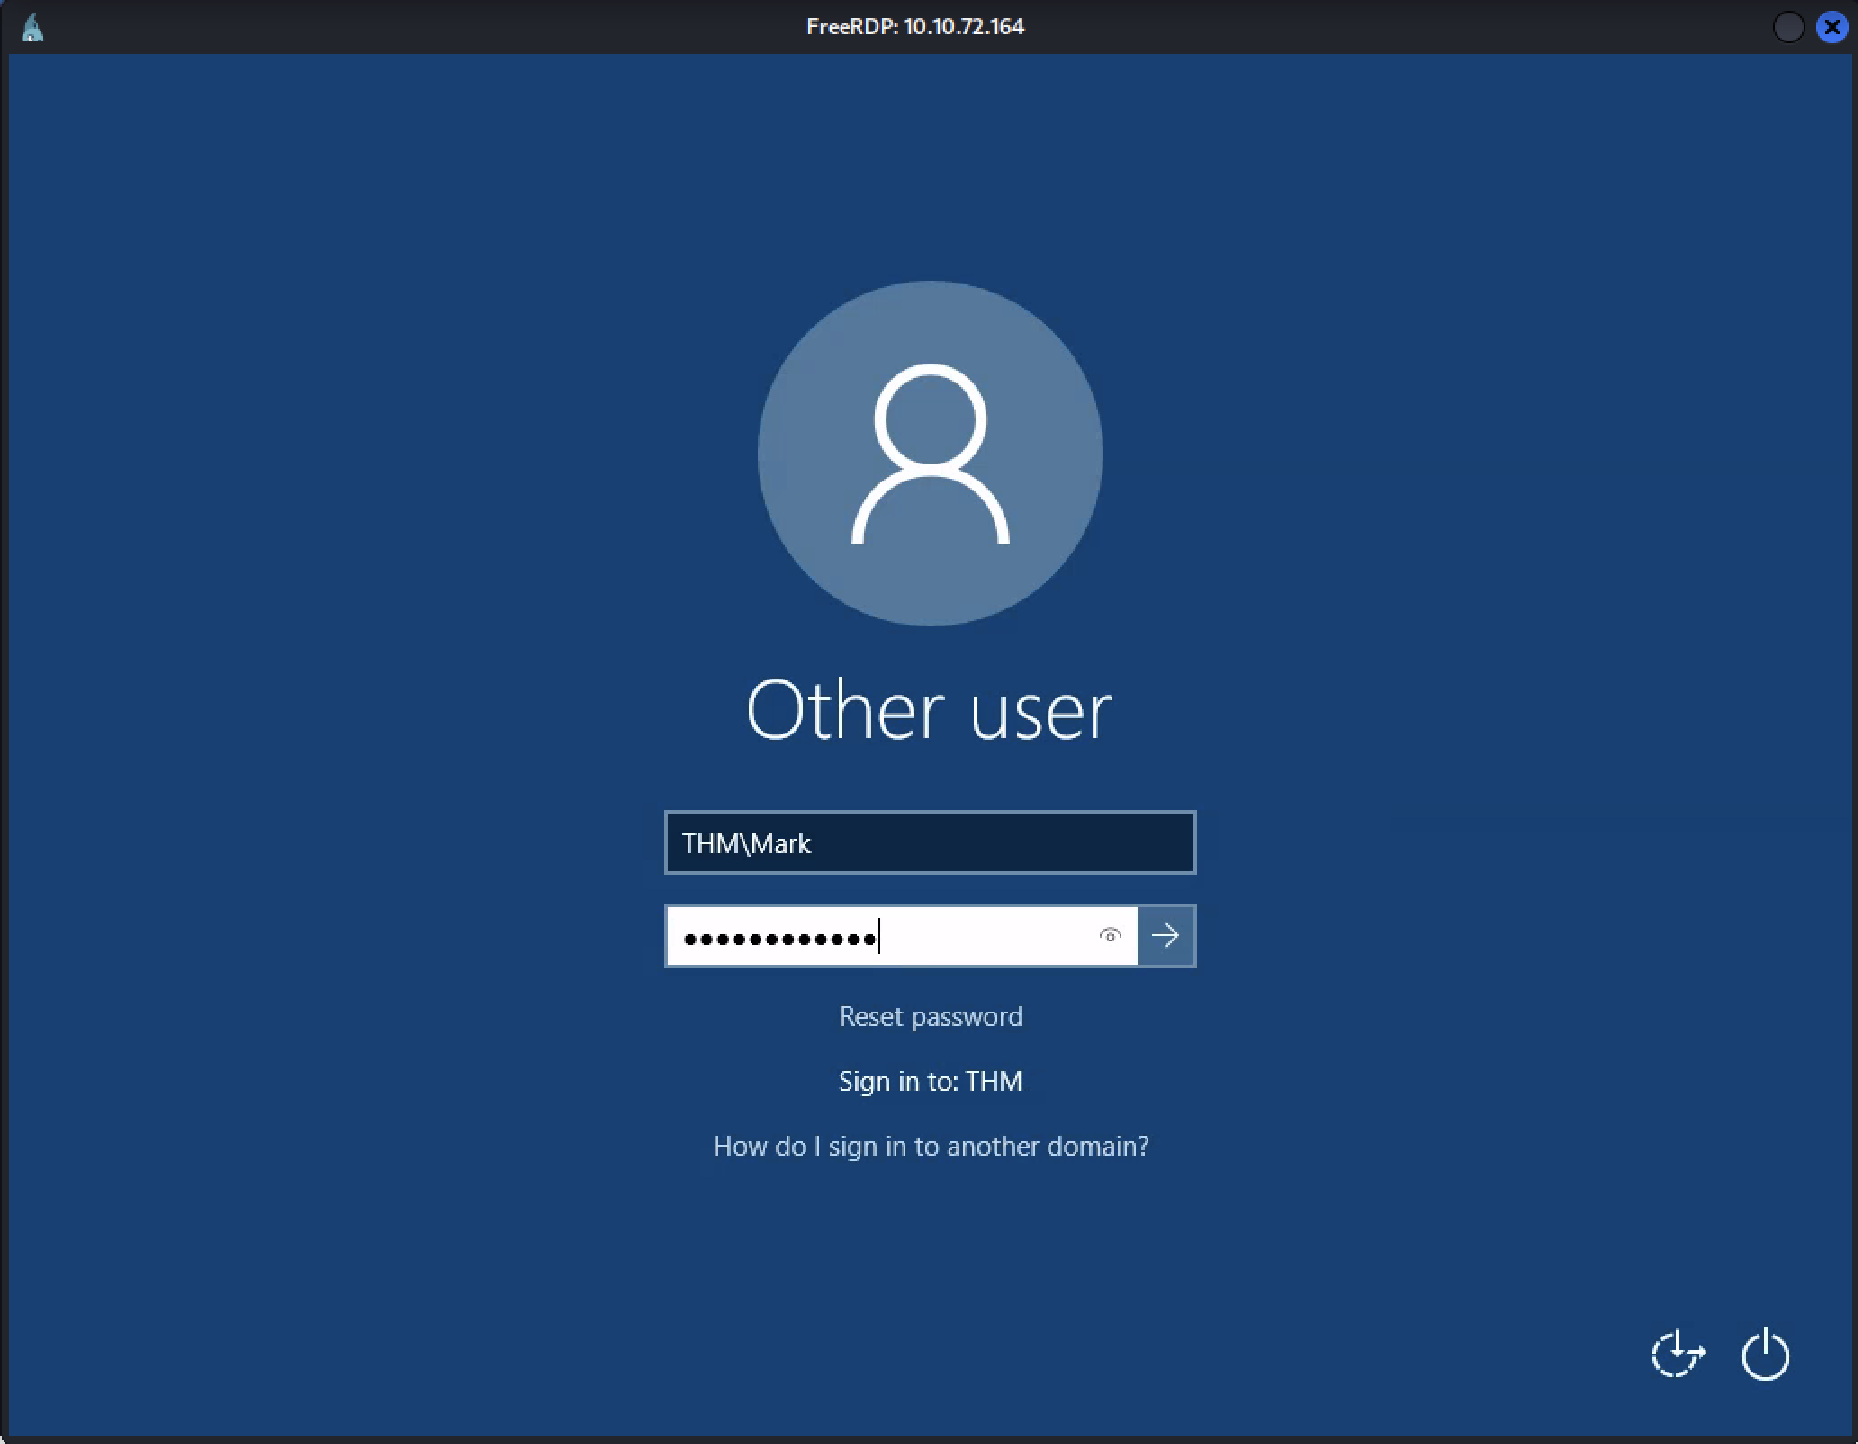 FreeRDP: 10.10.72.164
Other user
THM\Mark
••••••••••••
Reset password
Sign in to: THM
How do I sign in to another domain?